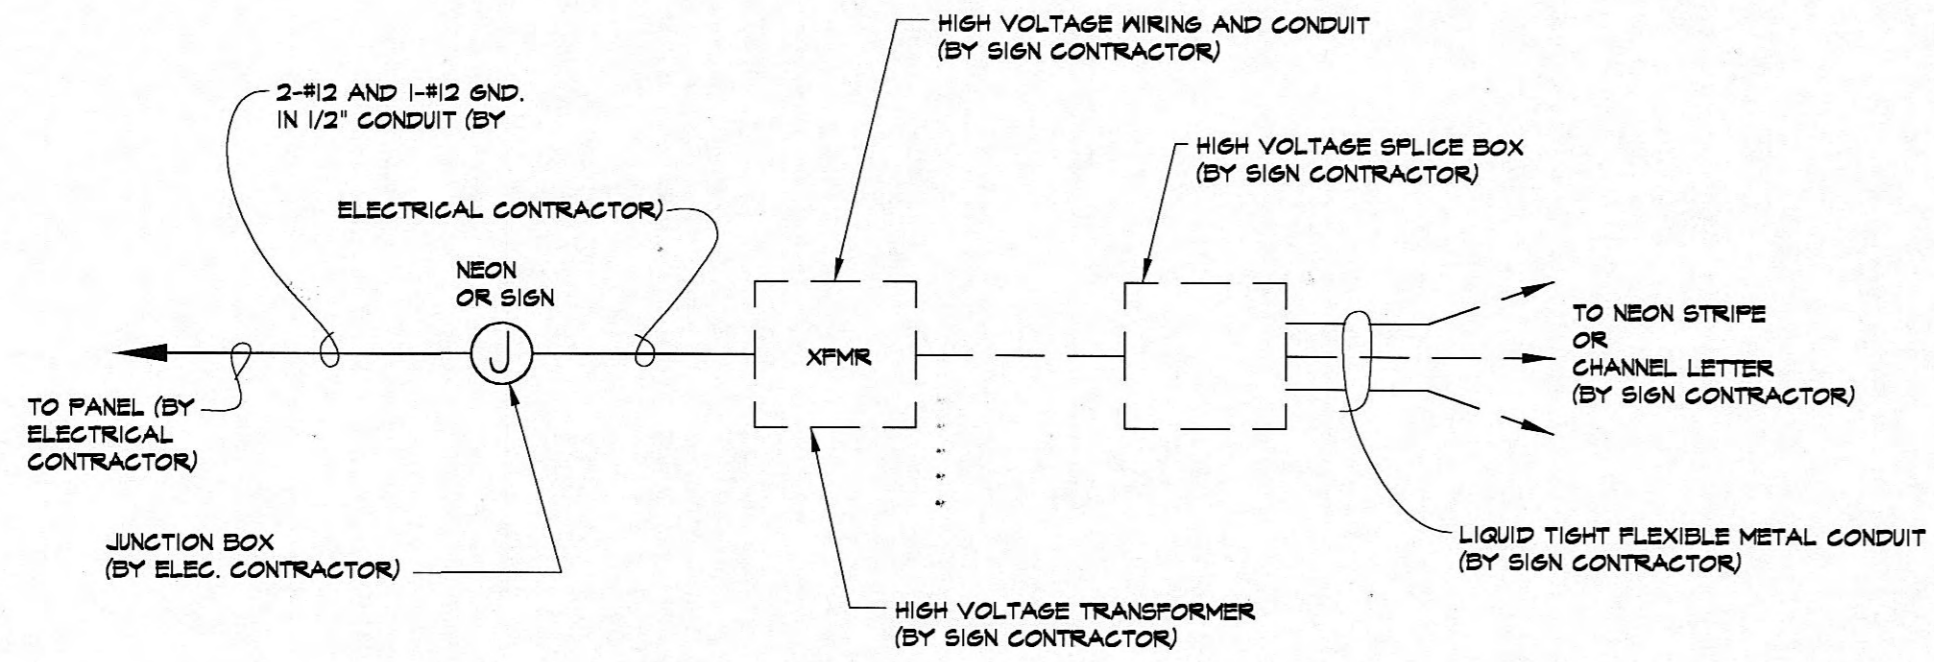 HIGH VOLTAGE WIRING AND CONDUIT
(BY SIGN CONTRACTOR)
2-#12 AND 1-#12 GND.
IN 1/2" CONDUIT (BY
HIGH VOLTAGE SPLICE BOX
(BY SIGN CONTRACTOR)
ELECTRICAL CONTRACTOR)
NEON
OR SIGN
J
XFMR
TO NEON STRIPE
OR
CHANNEL LETTER
(BY SIGN CONTRACTOR)
TO PANEL (BY
ELECTRICAL
CONTRACTOR)
JUNCTION BOX
(BY ELEC. CONTRACTOR)
LIQUID TIGHT FLEXIBLE METAL CONDUIT
(BY SIGN CONTRACTOR)
HIGH VOLTAGE TRANSFORMER
(BY SIGN CONTRACTOR)